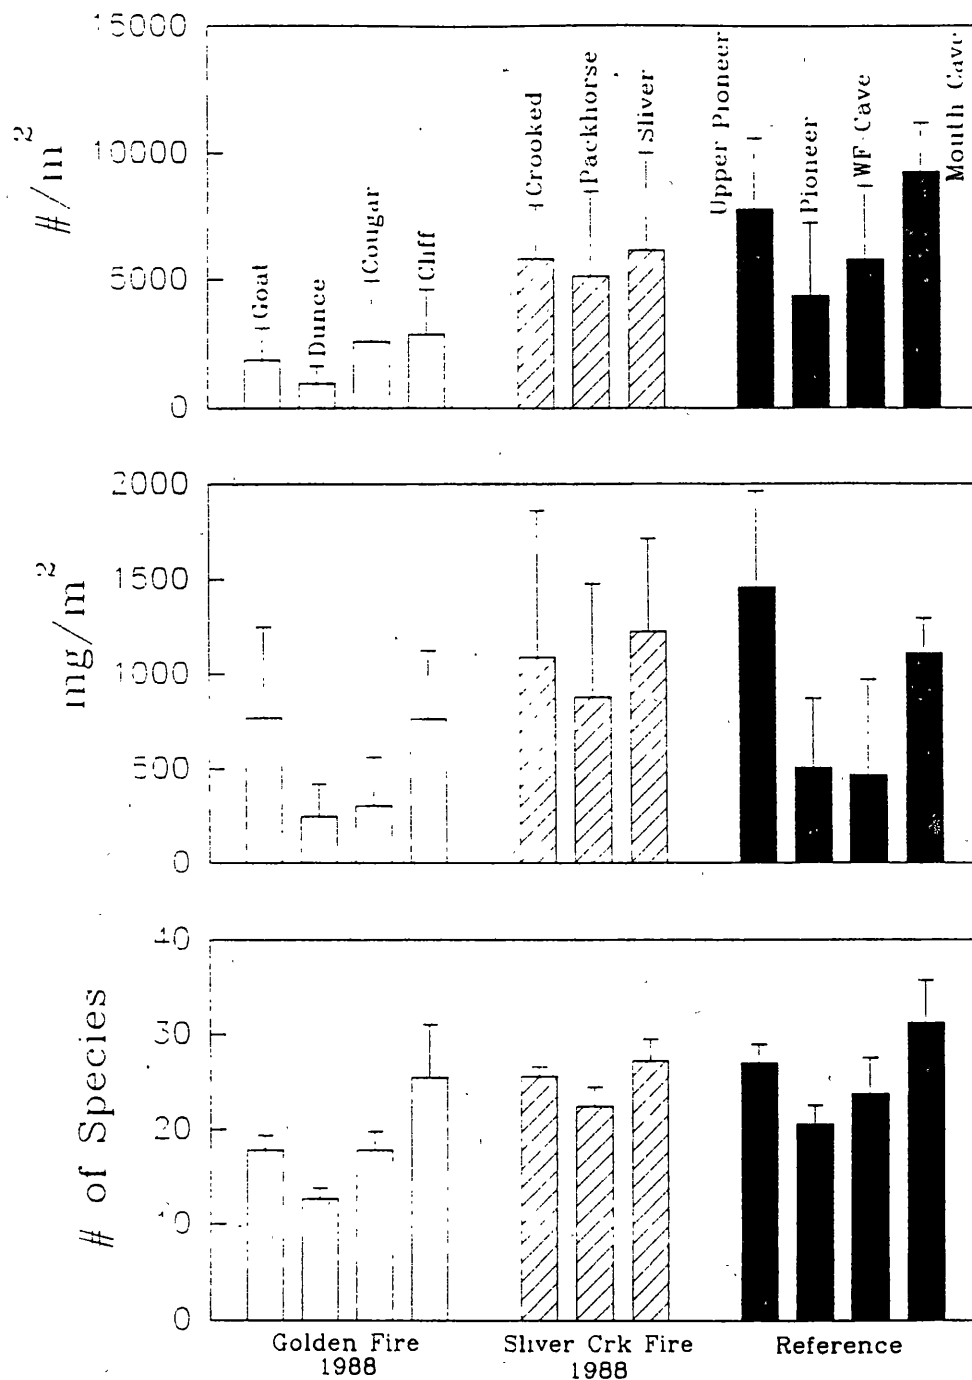 15000
10000
5000
0
#/m²
Goat
Dunce
Cougar
Cliff
Crooked
Packhorse
Sliver
Upper Pioneer
Pioneer
WF Cave
Mouth Cave
2000
1500
1000
500
0
mg/m²
40
30
20
10
0
# of Species
Golden Fire
1988
Sliver Crk Fire
1988
Reference